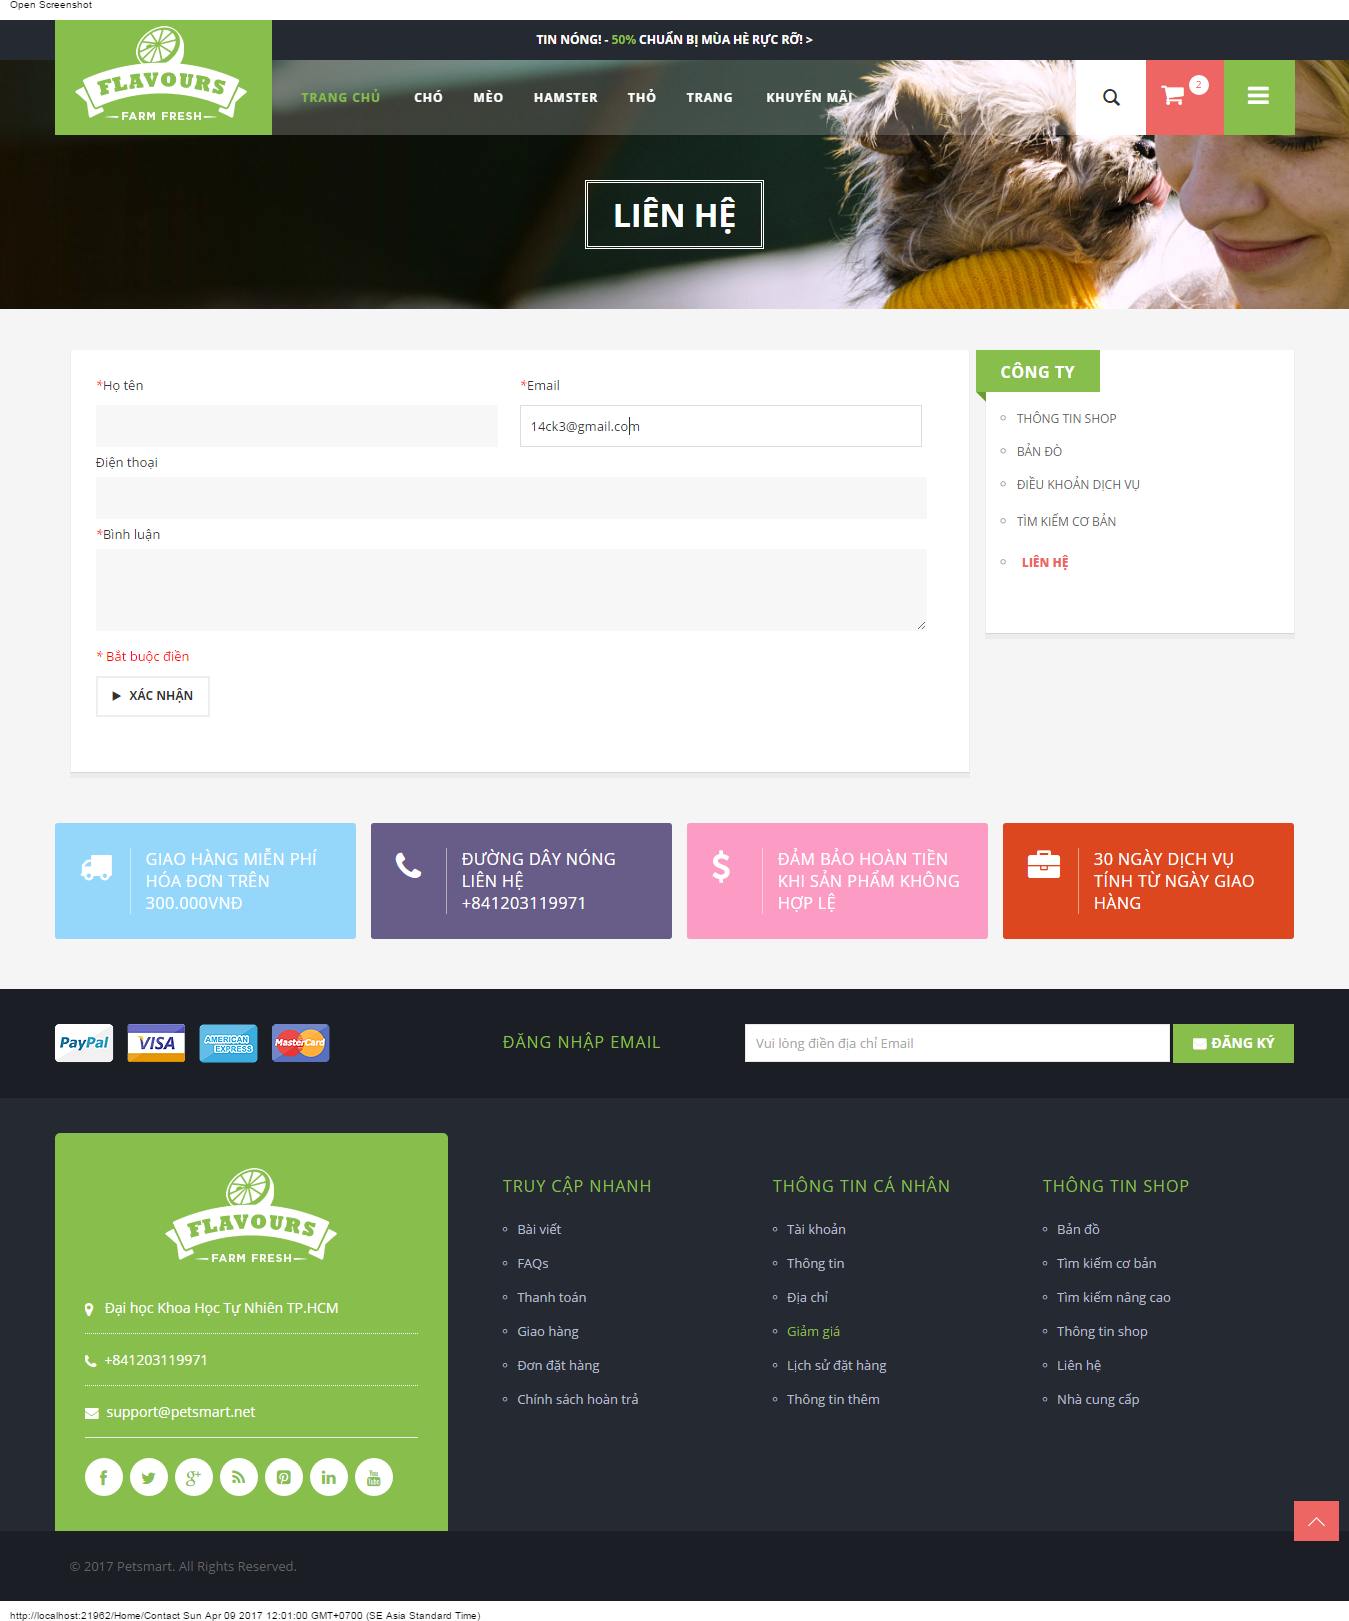 Open Screenshot
TIN NÓNG! - 50% CHUẨN BỊ MÙA HÈ RỰC RỠ! >
FLAVOURS
FARM FRESH
TRANG CHỦ CHÓ MÈO HAMSTER THỎ TRANG KHUYẾN MÃI
2
LIÊN HỆ
*Họ tên
*Email
14ck3@gmail.com
Điện thoại
*Bình luận
* Bắt buộc điền
XÁC NHẬN
CÔNG TY
THÔNG TIN SHOP
BẢN ĐÒ
ĐIỀU KHOẢN DỊCH VỤ
TÌM KIẾM CƠ BẢN
LIÊN HỆ
GIAO HÀNG MIỄN PHÍ
HÓA ĐƠN TRÊN
300.000VNĐ
ĐƯỜNG DÂY NÓNG
LIÊN HỆ
+841203119971
ĐẢM BẢO HOÀN TIỀN
KHI SẢN PHẨM KHÔNG
HỢP LỆ
30 NGÀY DỊCH VỤ
TÍNH TỪ NGÀY GIAO
HÀNG
PayPal
VISA
AMERICAN EXPRESS
MasterCard
ĐĂNG NHẬP EMAIL
Vui lòng điền địa chỉ Email
ĐĂNG KÝ
FLAVOURS
FARM FRESH
Đại học Khoa Học Tự Nhiên TP.HCM
+841203119971
support@petsmart.net
You Tube
TRUY CẬP NHANH
Bài viết
FAQs
Thanh toán
Giao hàng
Đơn đặt hàng
Chính sách hoàn trả
THÔNG TIN CÁ NHÂN
Tài khoản
Thông tin
Địa chỉ
Giảm giá
Lịch sử đặt hàng
Thông tin thêm
THÔNG TIN SHOP
Bản đồ
Tìm kiếm cơ bản
Tìm kiếm nâng cao
Thông tin shop
Liên hệ
Nhà cung cấp
© 2017 Petsmart. All Rights Reserved.
http://localhost:21962/Home/Contact Sun Apr 09 2017 12:01:00 GMT+0700 (SE Asia Standard Time)